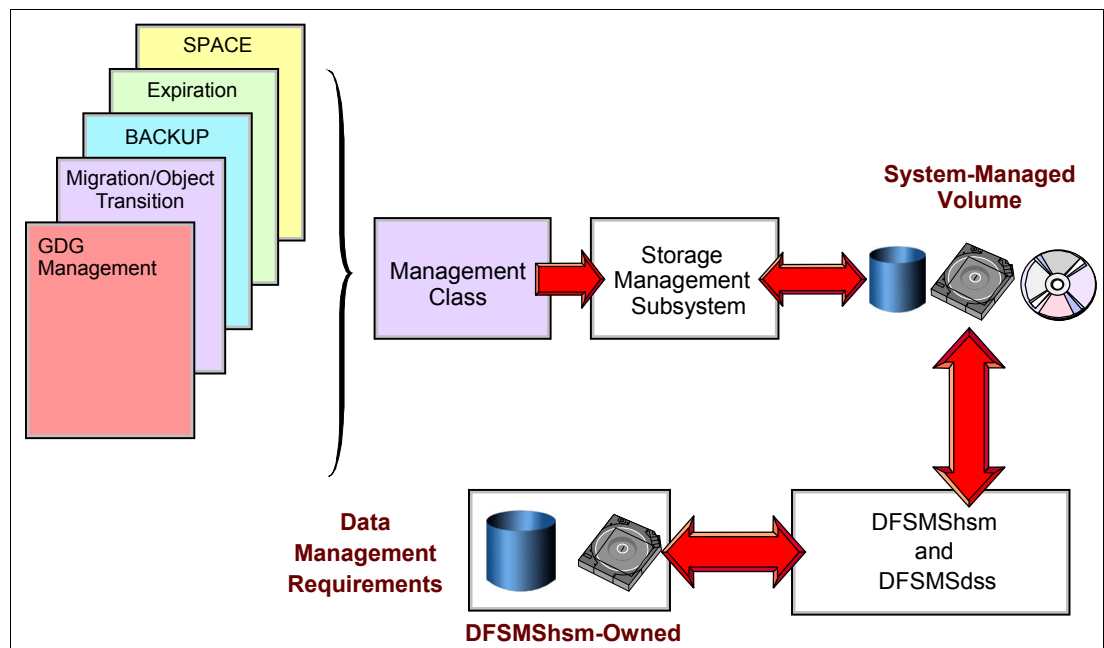 SPACE
Expiration
BACKUP
Migration/Object
Transition
GDG
Management
Management
Class
Storage
Management
Subsystem
System-Managed
Volume
Data
Management
Requirements
DFSMShsm-Owned
DFSMShsm
and
DFSMSdss